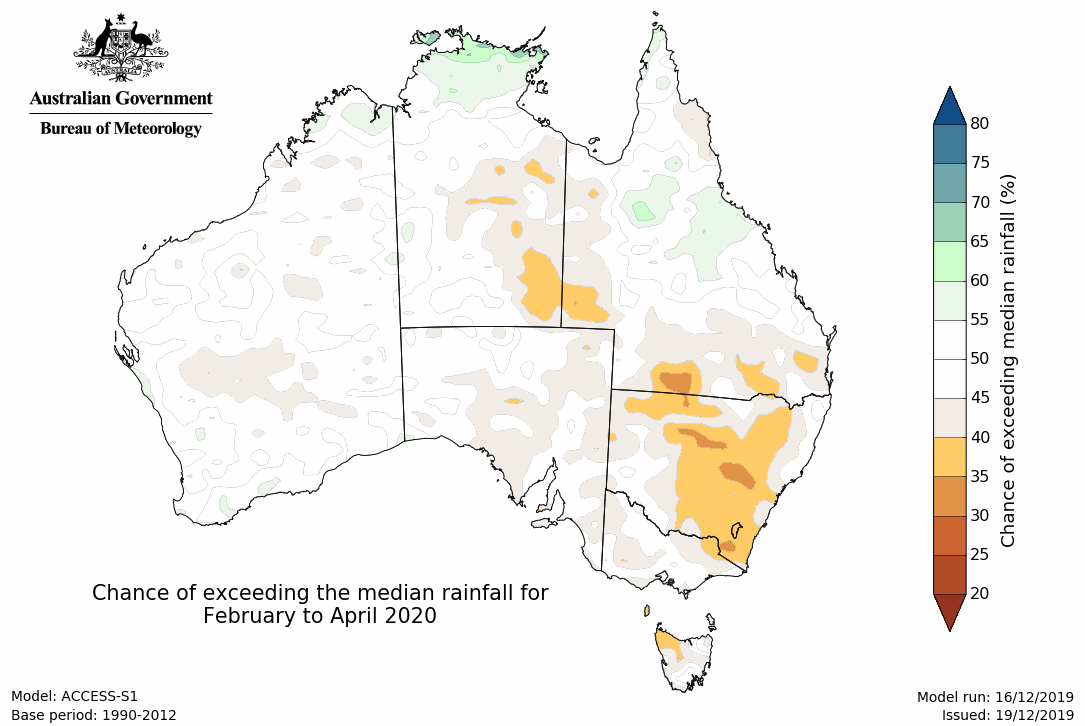 AUSTRALIA
Australian Government
Bureau of Meteorology
80
75
70
65
60
55
50
45
40
35
30
25
20
Chance of exceeding median rainfall (%)
Chance of exceeding the median rainfall for
February to April 2020
Model: ACCESS-S1
Base period: 1990-2012
Model run: 16/12/2019
Issued: 19/12/2019